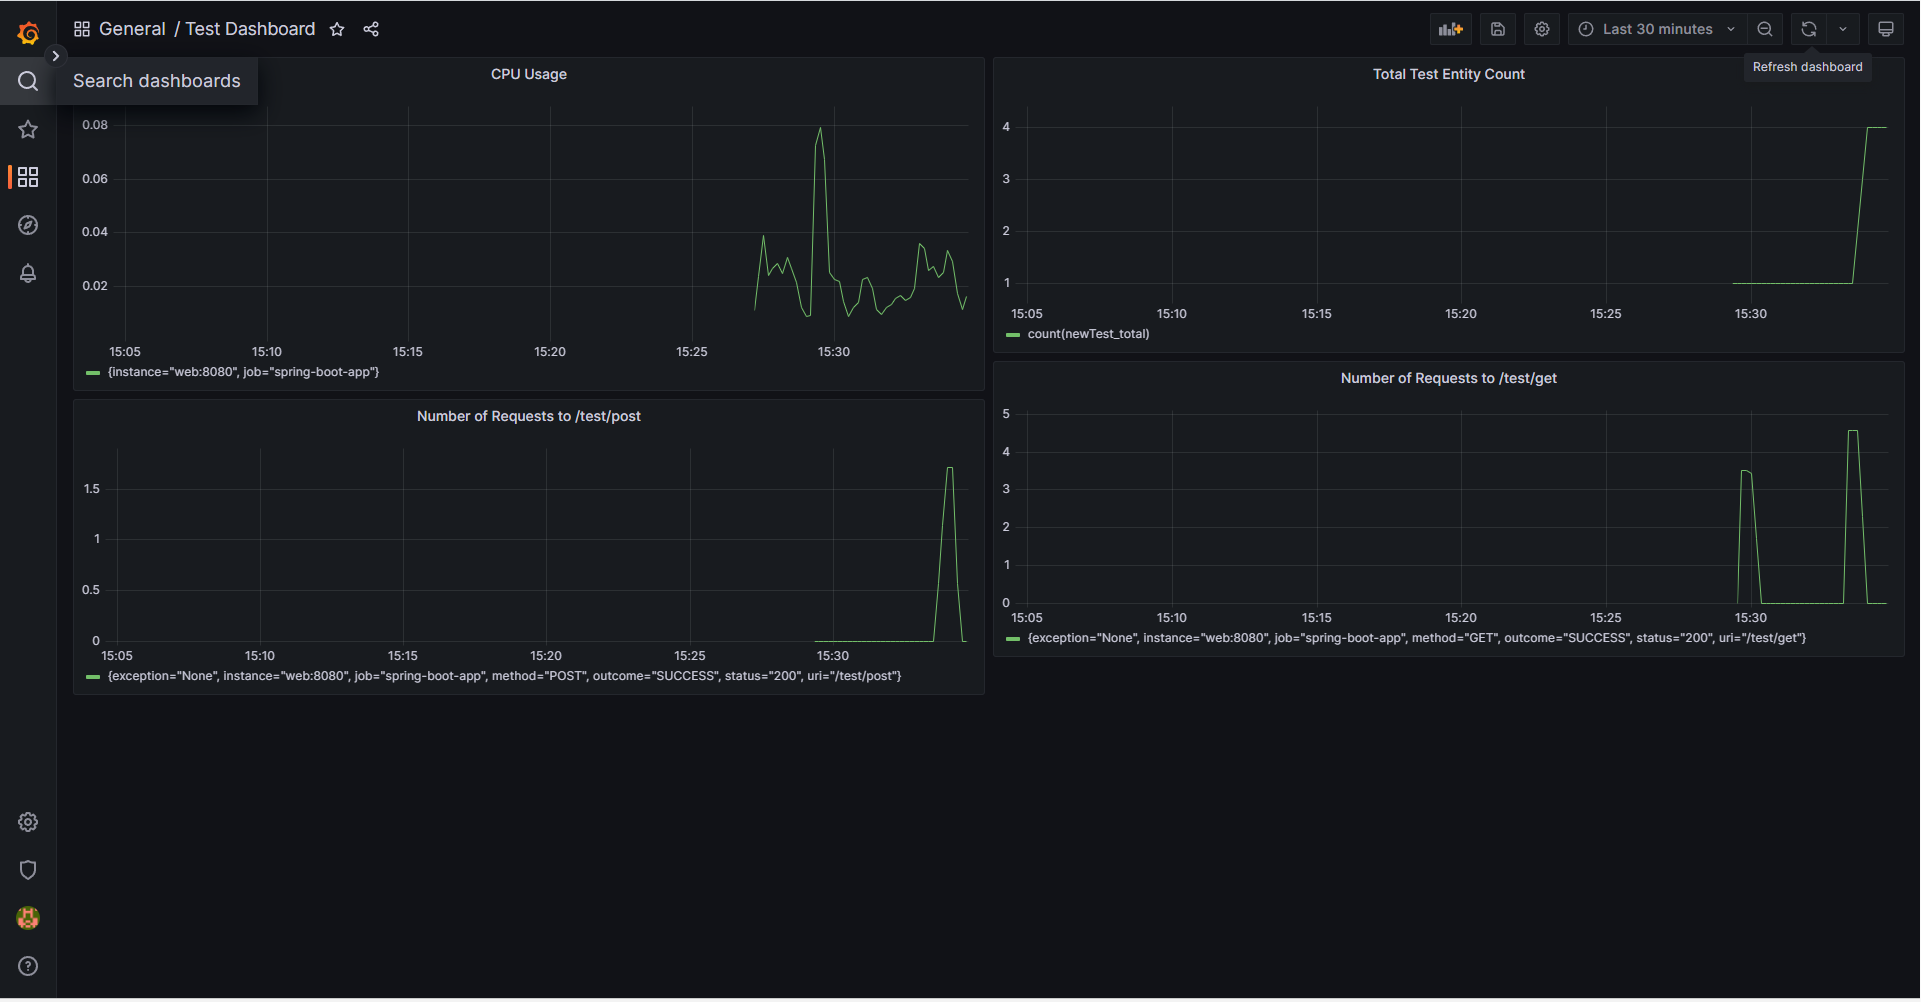 General / Test Dashboard
Last 30 minutes
Refresh dashboard
Search dashboards
CPU Usage
0.08
0.06
0.04
0.02
15:05 15:10 15:15 15:20 15:25 15:30
{instance="web:8080", job="spring-boot-app"}
Total Test Entity Count
4
3
2
1
15:05 15:10 15:15 15:20 15:25 15:30
count(newTest_total)
Number of Requests to /test/post
1.5
1
0.5
0
15:05 15:10 15:15 15:20 15:25 15:30
{exception="None", instance="web:8080", job="spring-boot-app", method="POST", outcome="SUCCESS", status="200", uri="/test/post"}
Number of Requests to /test/get
5
4
3
2
1
0
15:05 15:10 15:15 15:20 15:25 15:30
{exception="None", instance="web:8080", job="spring-boot-app", method="GET", outcome="SUCCESS", status="200", uri="/test/get"}